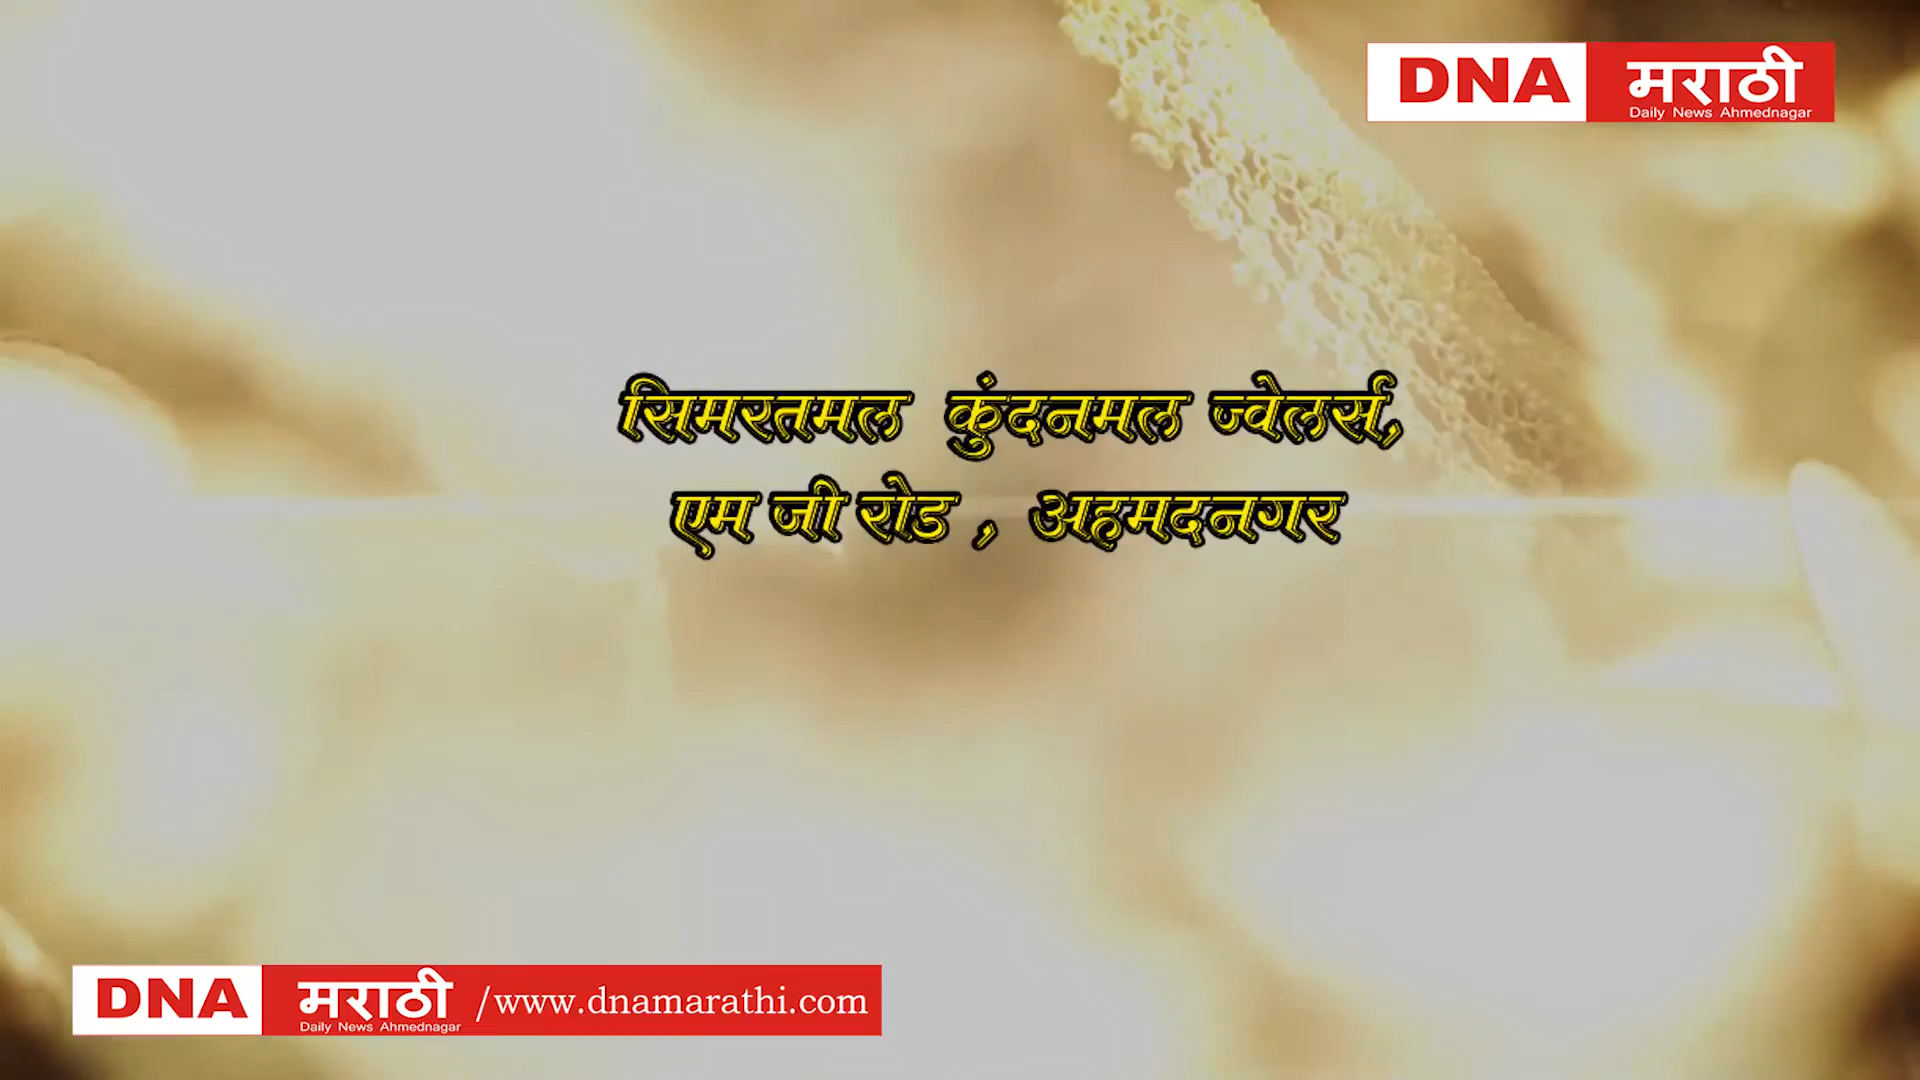 DNA मराठी
Daily News Ahmednagar
सिमरतमल कुंदनमल ज्वेलर्स,
एम जी रोड , अहमदनगर
DNA मराठी /www.dnamarathi.com
Daily News Ahmednagar